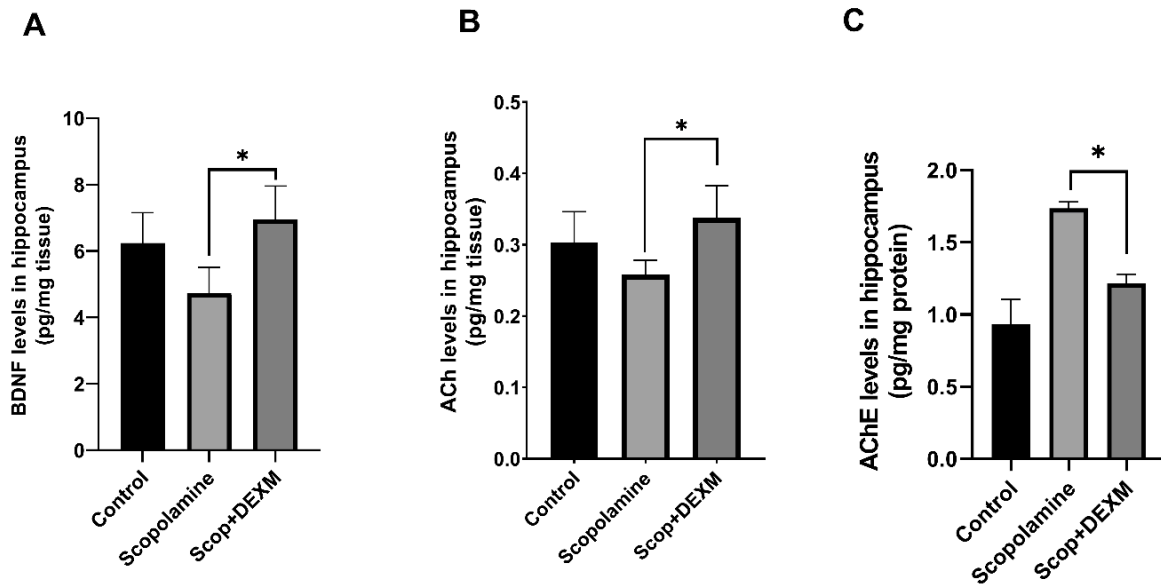 A
BDNF levels in hippocampus
(pg/mg tissue)
10
8
6
4
2
0
*
Control
Scopolamine
Scop+DEXM
B
ACh levels in hippocampus
(pg/mg tissue)
0.5
0.4
0.3
0.2
0.1
0.0
*
Control
Scopolamine
Scop+DEXM
C
AChE levels in hippocampus
(pg/mg protein)
2.0
1.5
1.0
0.5
0.0
*
Control
Scopolamine
Scop+DEXM